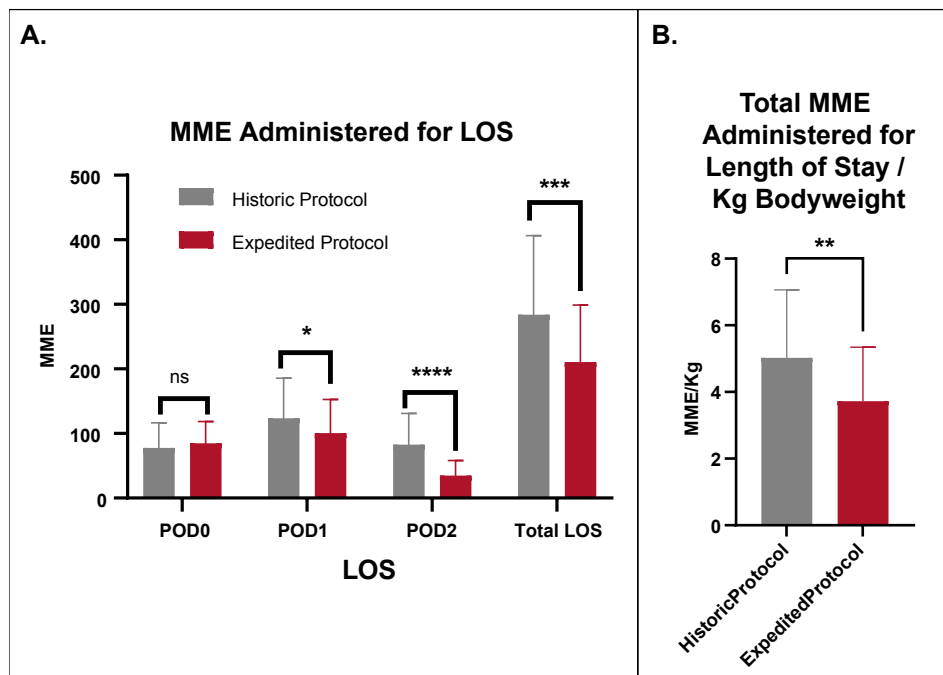 A.
MME Administered for LOS
500
400
300
200
100
0
MME
Historic Protocol
Expedited Protocol
ns
*
****
***
POD0
POD1
POD2
Total LOS
LOS
B.
Total MME
Administered for
Length of Stay /
Kg Bodyweight
8
6
4
2
0
MME/Kg
**
HistoricProtocol
ExpeditedProtocol